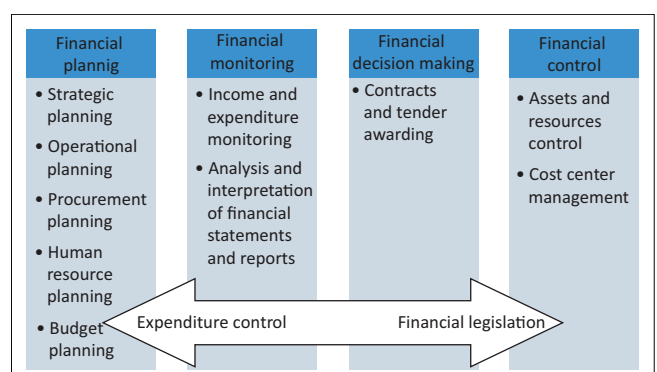 Financial
plannig
• Strategic
planning
• Operational
planning
• Procurement
planning
• Human
resource
planning
• Budget
planning
Financial
monitoring
• Income and
expenditure
monitoring
• Analysis and
interpretation
of financial
statements
and reports
Financial
decision making
• Contracts
and tender
awarding
Financial
control
• Assets and
resources
control
• Cost center
management
Expenditure control
Financial legislation